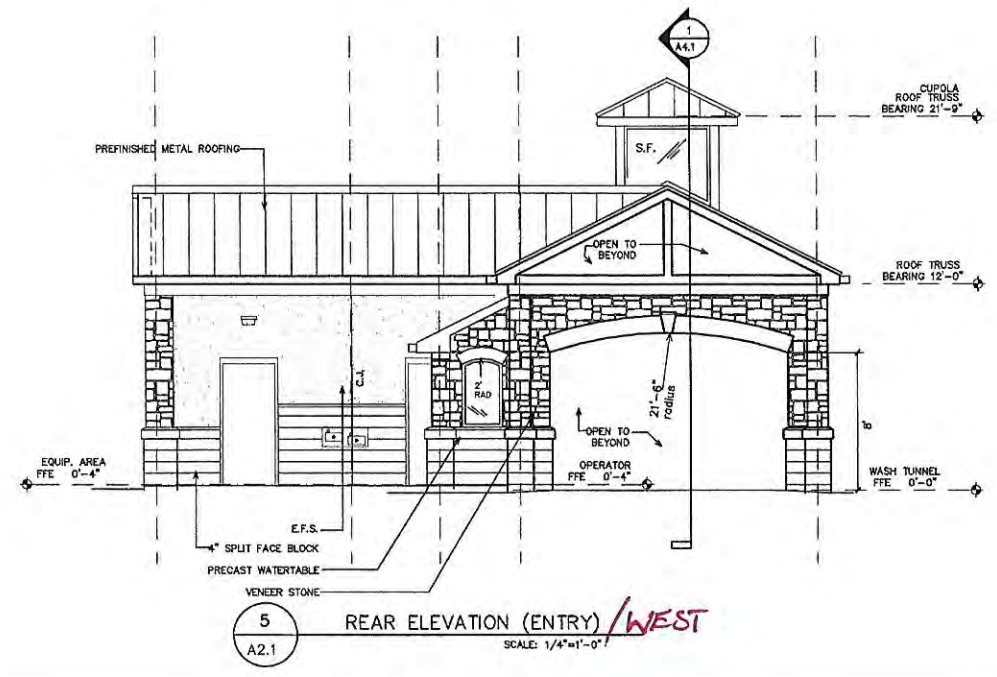 1
A4.1
CUPOLA
ROOF TRUSS
BEARING 21'-9"
PREFINISHED METAL ROOFING
S.F.
OPEN TO
BEYOND
ROOF TRUSS
BEARING 12'-0"
C.J.
2'
RAD
21'-6"
radius
8'
OPEN TO
BEYOND
EQUIP. AREA
FFE 0'-4"
OPERATOR
FFE 0'-4"
WASH TUNNEL
FFE 0'-0"
E.F.S.
4" SPLIT FACE BLOCK
PRECAST WATERTABLE
VENEER STONE
5
A2.1
REAR ELEVATION (ENTRY) /WEST
SCALE: 1/4"=1'-0"